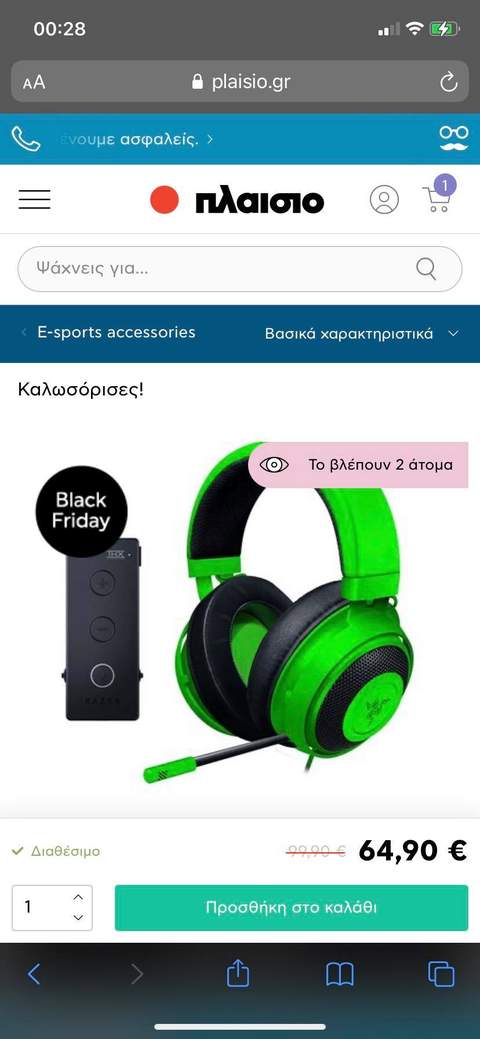 00:28
AA
plaisio.gr
ένουμε ασφαλείς.
πλαισιο
1
Ψάχνεις για...
E-sports accessories
Βασικά χαρακτηριστικά
Καλωσόρισες!
Το βλέπουν 2 άτομα
Black
Friday
THX
RAZER
Διαθέσιμο
99,90 €
64,90 €
1
Προσθήκη στο καλάθι